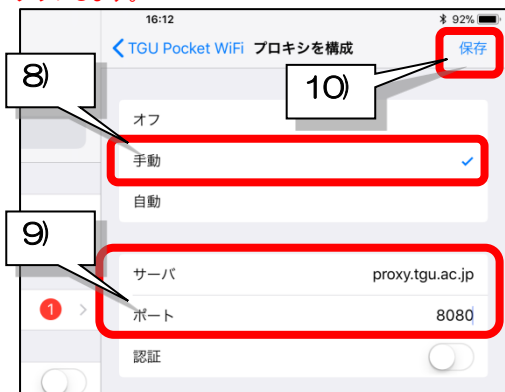 16:12 92%
TGU Pocket WiFi プロキシを構成 保存
8)
10)
オフ
手動
自動
9)
サーバ proxy.tgu.ac.jp
1
ポート 8080
認証